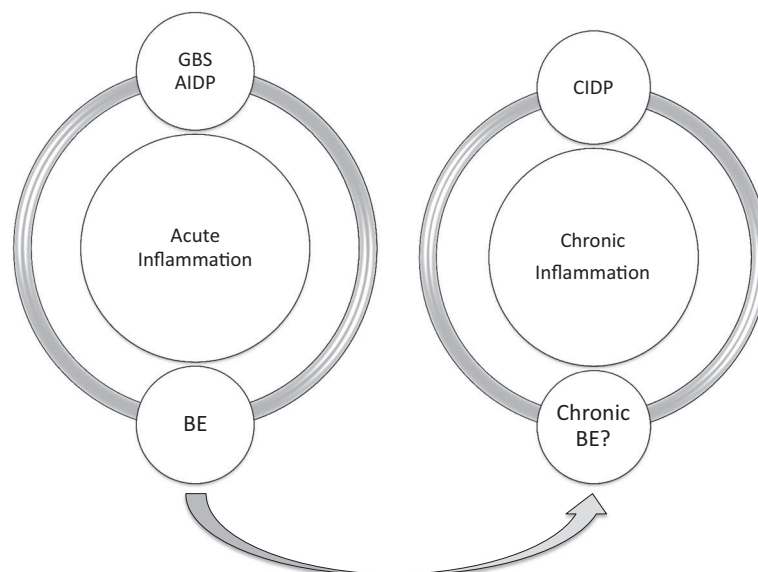 GBS
AIDP
Acute
Inflammation
BE
CIDP
Chronic
Inflammation
Chronic
BE?